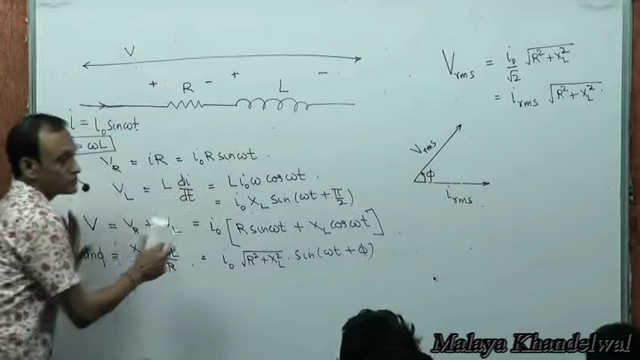 V
+ R - + L -
i = i₀ sinωt
= ωL
V_R = iR = i₀R sinωt.
V_L = L di/dt = L i₀ω cosωt
= i₀ X_L sin(ωt + π/2)
V = V_R + V_L = i₀ [R sinωt + X_L cosωt]
= i₀ √(R²+X_L²) . sin(ωt + φ)
V_rms = i₀/√2 √(R²+X_L²)
= i_rms √(R²+X_L²)
V_rms
φ
i_rms
Malaya Khandelwal